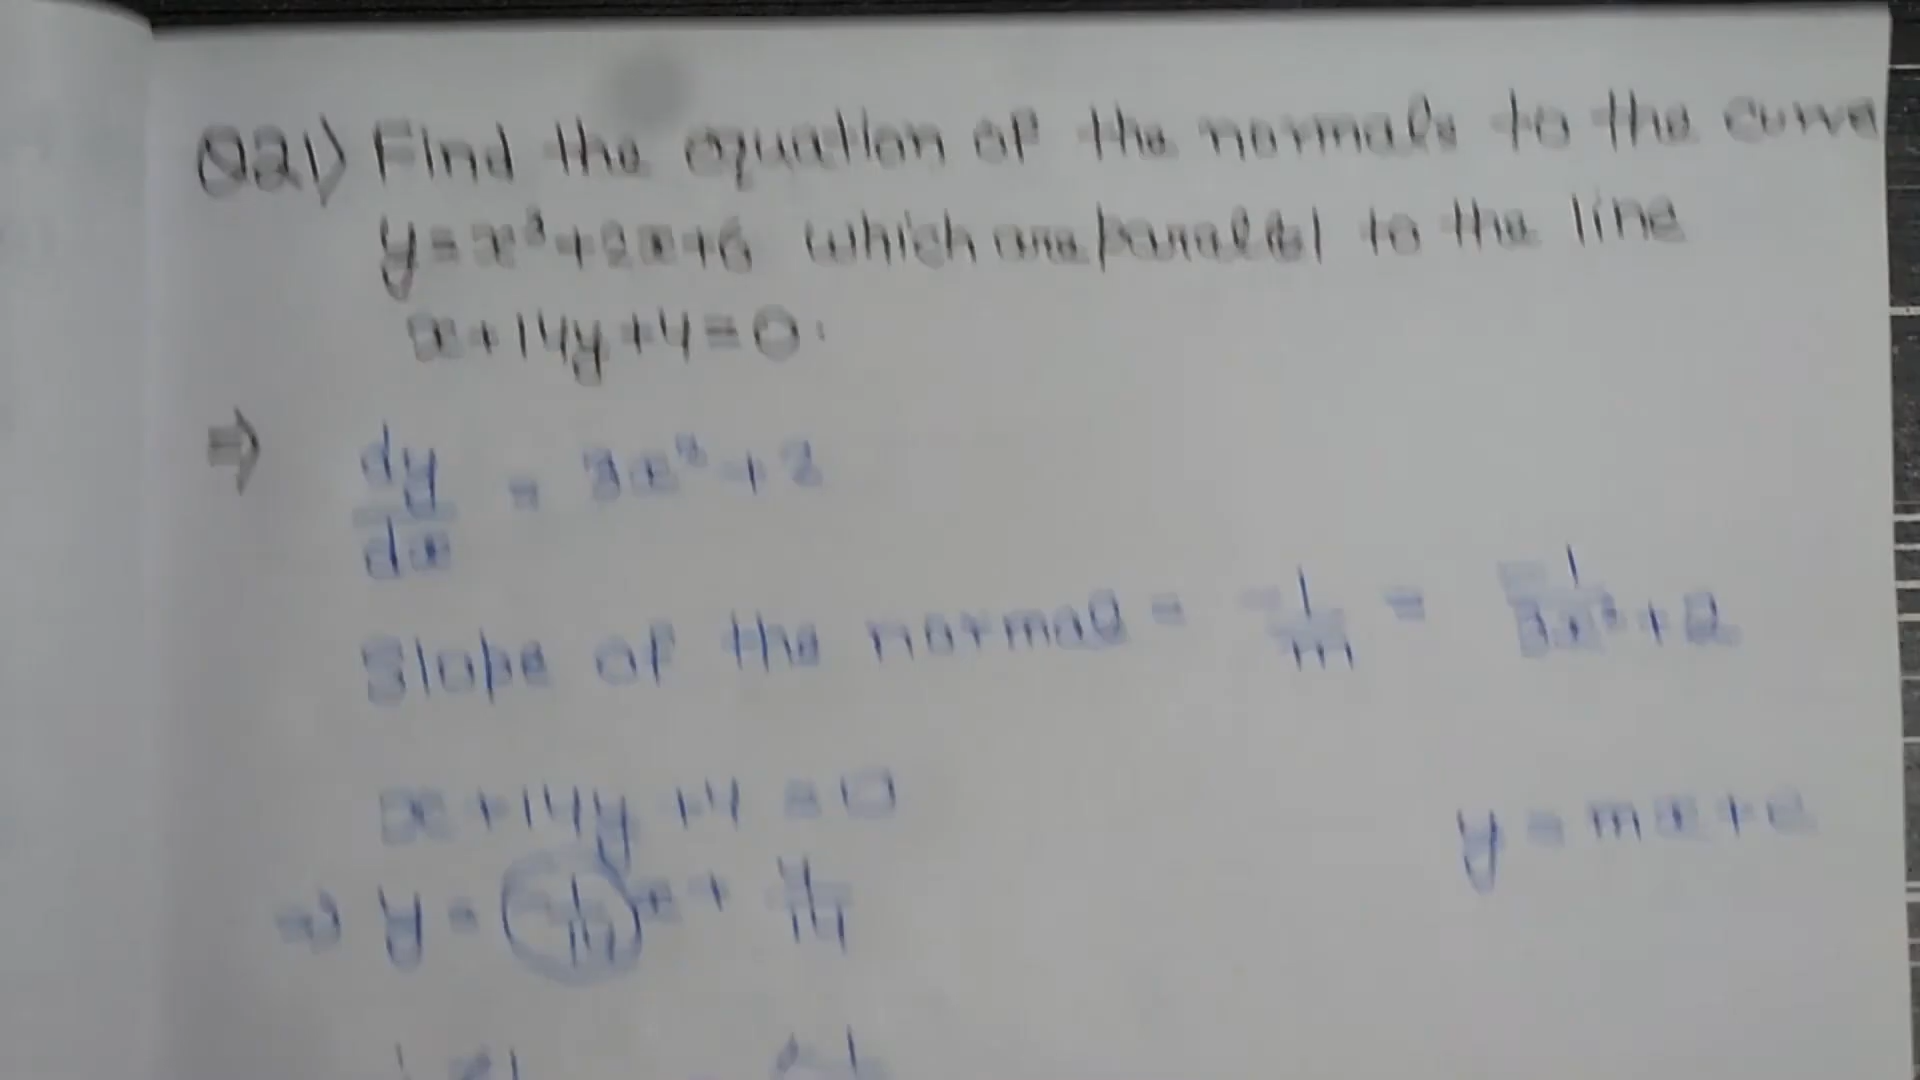 Q21) Find the equation of the normals to the curve
y = x³ + 2x + 6 which are parallel to the line
x + 14y + 4 = 0.
⇒ dy/dx = 3x² + 2
Slope of the normal = -1/m = -1/3x² + 2
x + 14y + 4 = 0
y = mx + c
⇒ y = -1/14 x + 4/14